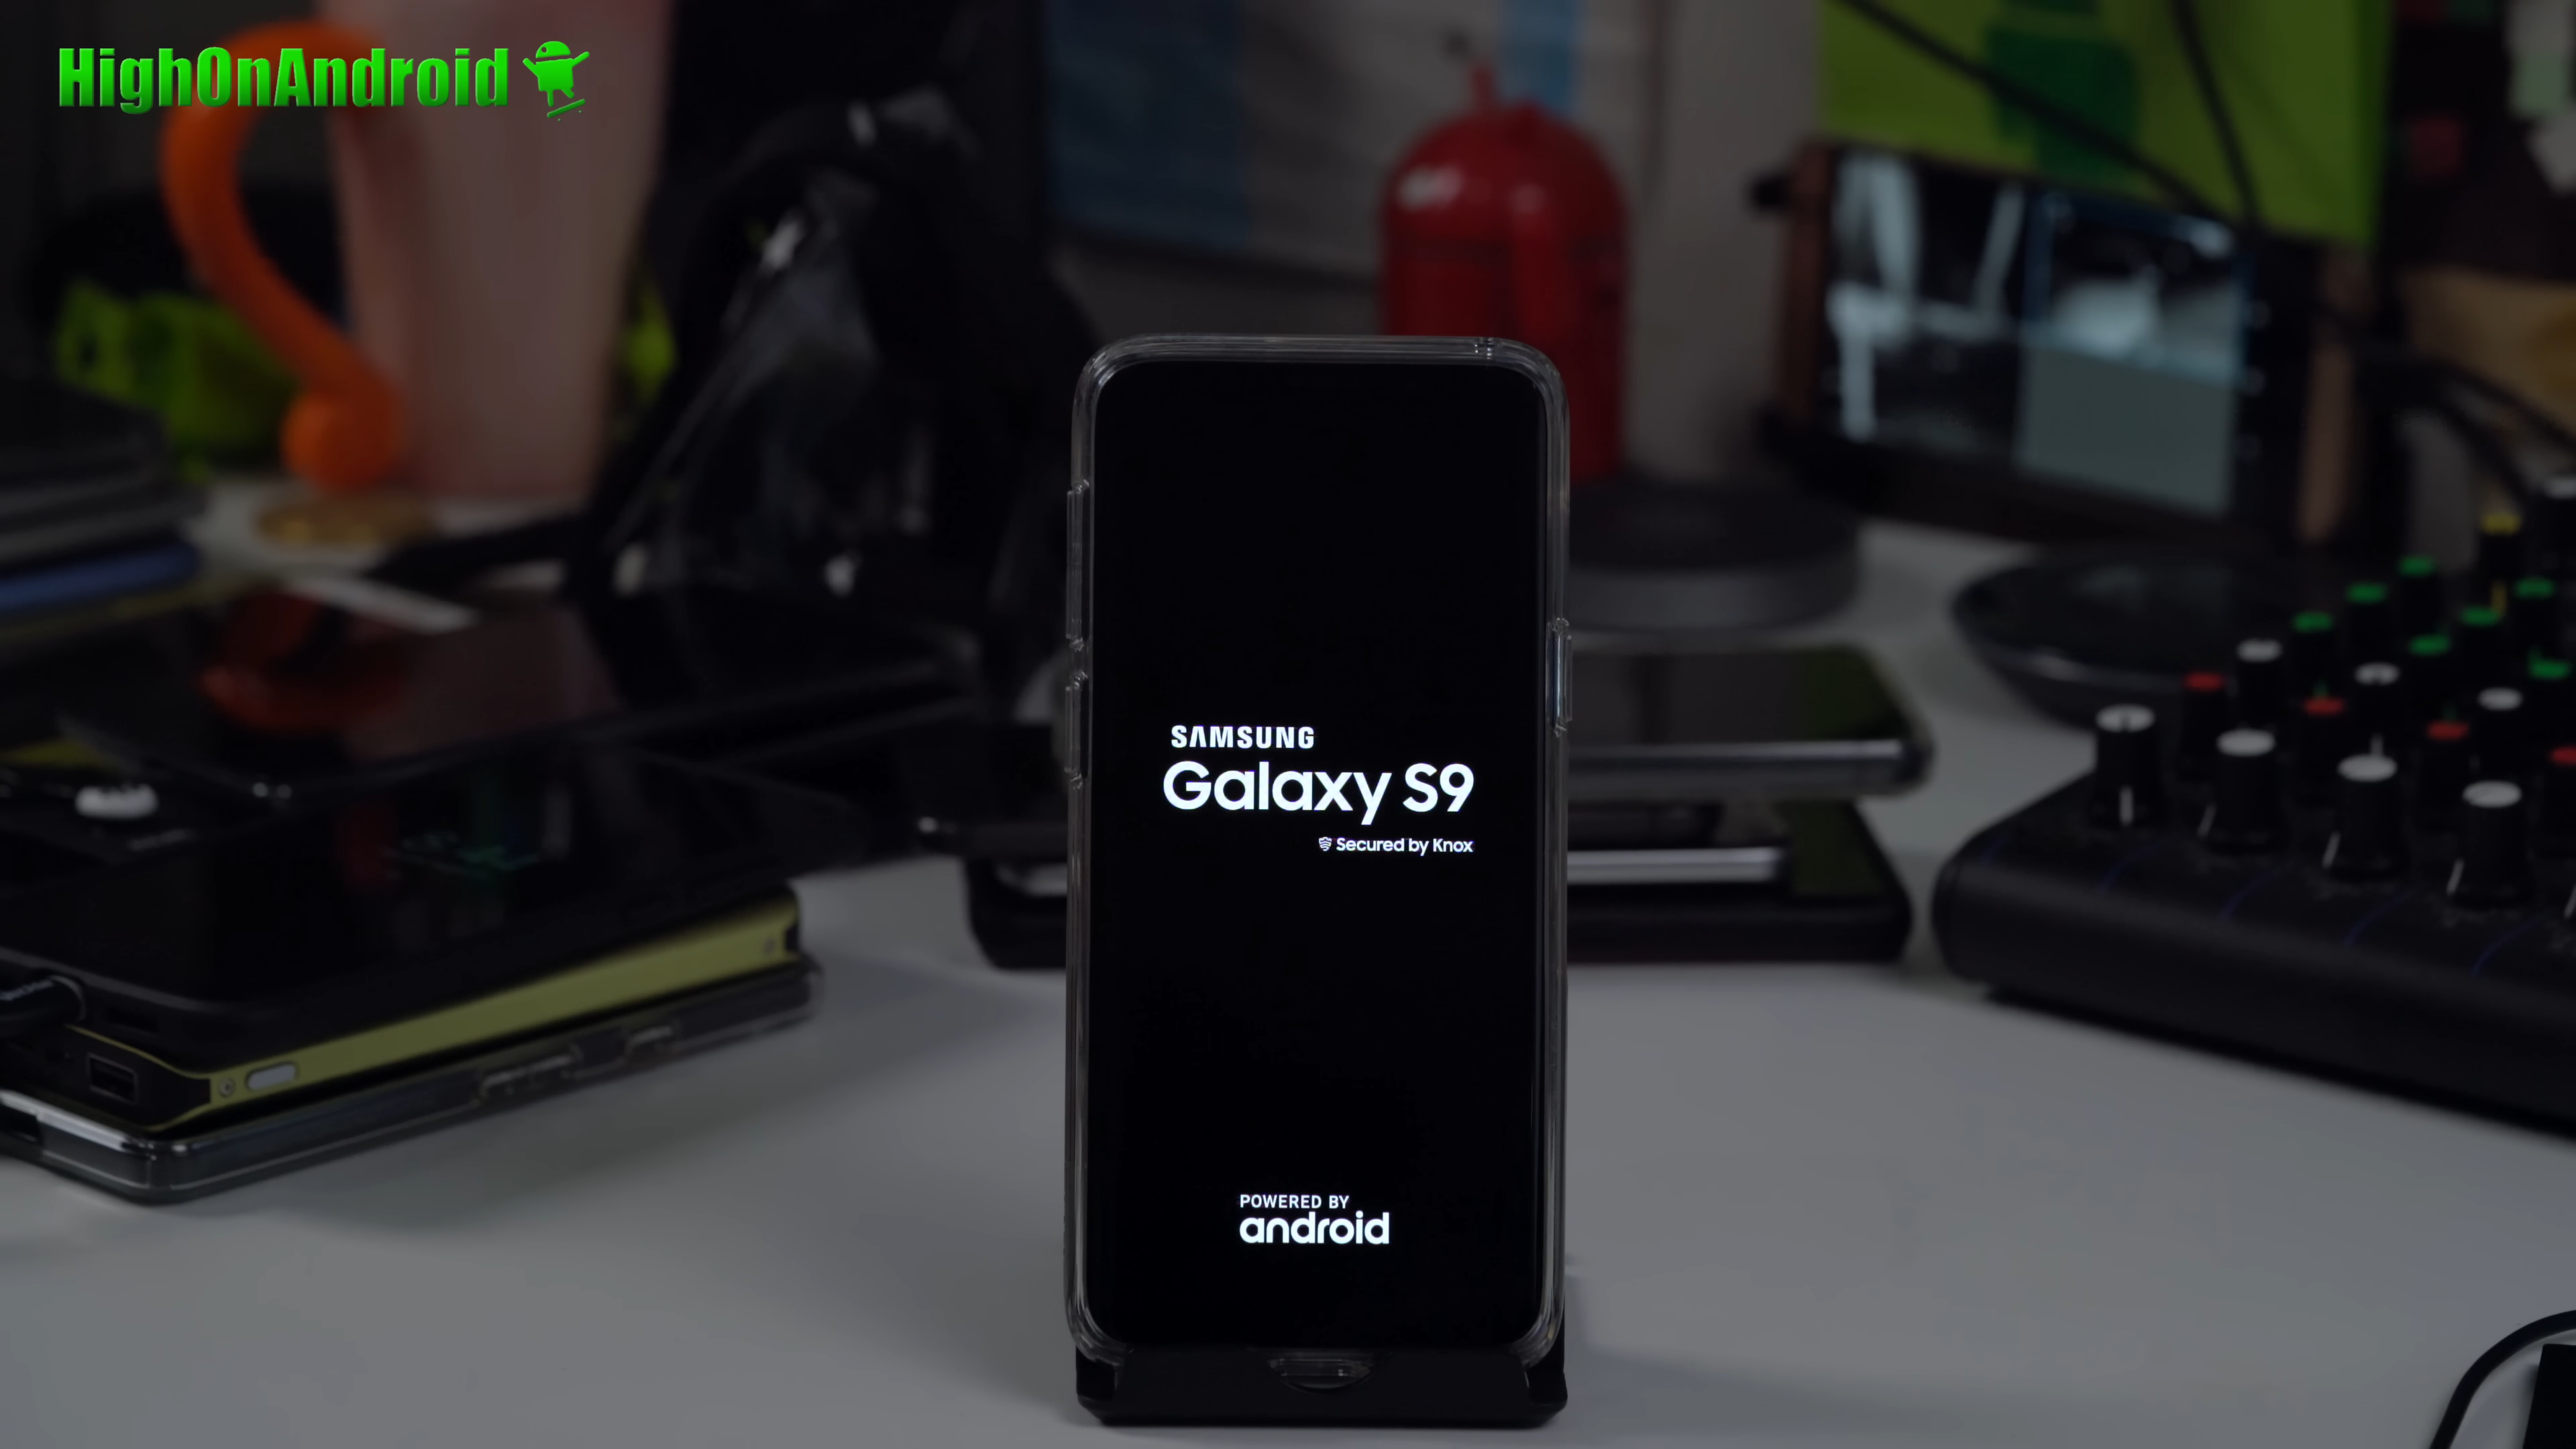 HighOnAndroid
SAMSUNG
Galaxy S9
Secured by Knox
POWERED BY
android